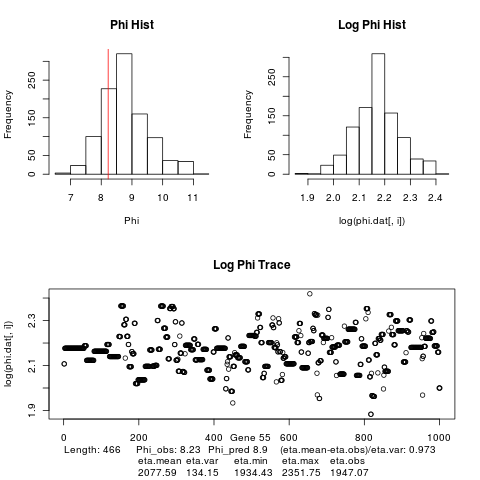 Phi Hist
Log Phi Hist
Frequency
0 50 150 250
7 8 9 10 11
Phi
Frequency
0 50 150 250
1.9 2.0 2.1 2.2 2.3 2.4
log(phi.dat[, i])
Log Phi Trace
log(phi.dat[, i])
1.9 2.1 2.3
0 200 400 600 800 1000
Gene 55
Length: 466 Phi_obs: 8.23 Phi_pred 8.9 (eta.mean-eta.obs)/eta.var: 0.973
eta.mean eta.var eta.min eta.max eta.obs
2077.59 134.15 1934.43 2351.75 1947.07